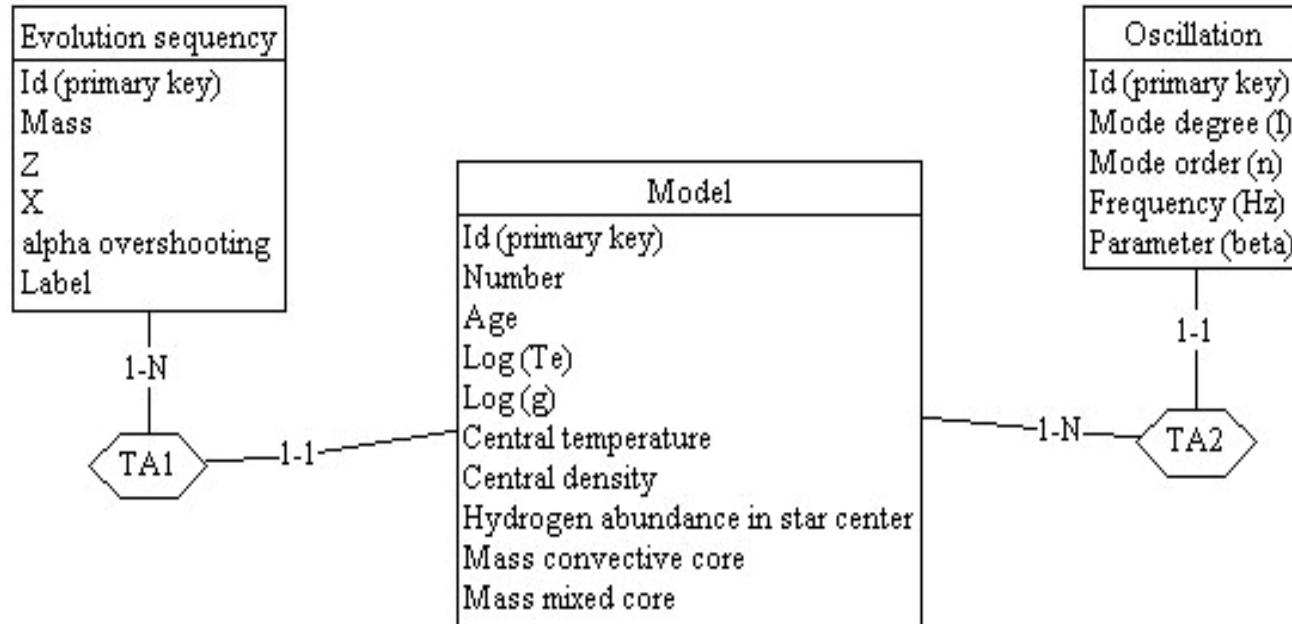 Evolution sequency
Id (primary key)
Mass
Z
X
alpha overshooting
Label
1-N
TA1
1-1
Model
Id (primary key)
Number
Age
Log (Te)
Log (g)
Central temperature
Central density
Hydrogen abundance in star center
Mass convective core
Mass mixed core
Oscillation
Id (primary key)
Mode degree (l)
Mode order (n)
Frequency (Hz)
Parameter (beta)
1-1
1-N
TA2